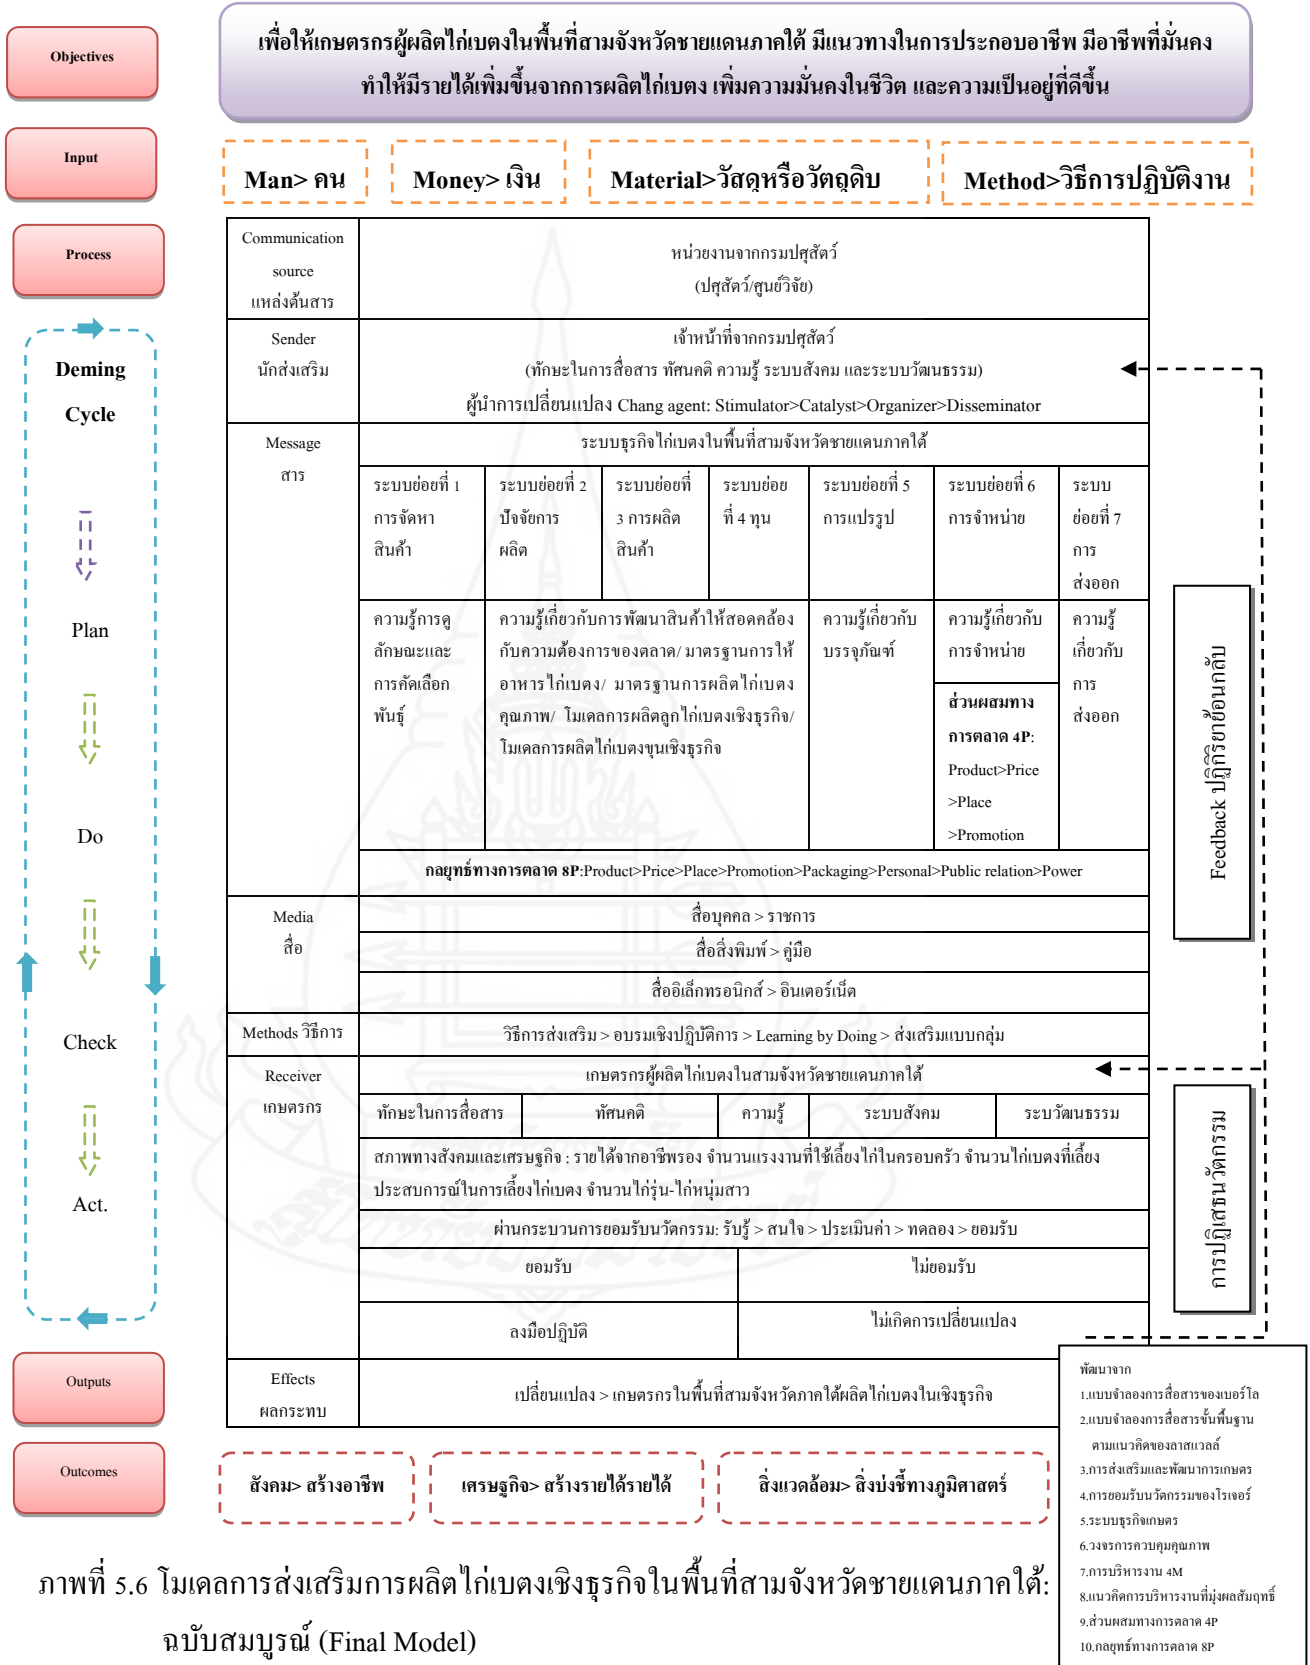 Objectives
เพื่อให้เกษตรกรผู้ผลิตไก่เบตงในพื้นที่สามจังหวัดชายแดนภาคใต้ มีแนวทางในการประกอบอาชีพ มีอาชีพที่มั่นคง
ทำให้มีรายได้เพิ่มขึ้นจากการผลิตไก่เบตง เพิ่มความมั่นคงในชีวิต และความเป็นอยู่ที่ดีขึ้น
Input
Man> คน
Money> เงิน
Material>วัสดุหรือวัตถุดิบ
Method>วิธีการปฏิบัติงาน
Process
Communication
source
แหล่งต้นสาร
หน่วยงานจากกรมปศุสัตว์
(ปศุสัตว์/ศูนย์วิจัย)
Deming
Cycle
Plan
Do
Check
Act.
Sender
นักส่งเสริม
เจ้าหน้าที่จากกรมปศุสัตว์
(ทักษะในการสื่อสาร ทัศนคติ ความรู้ ระบบสังคม และระบบวัฒนธรรม)
ผู้นำการเปลี่ยนแปลง Chang agent: Stimulator>Catalyst>Organizer>Disseminator
Message
สาร
ระบบธุรกิจไก่เบตงในพื้นที่สามจังหวัดชายแดนภาคใต้
ระบบย่อยที่ 1
การจัดหา
สินค้า
ระบบย่อยที่ 2
ปัจจัยการ
ผลิต
ระบบย่อยที่
3 การผลิต
สินค้า
ระบบย่อย
ที่ 4 ทุน
ระบบย่อยที่ 5
การแปรรูป
ระบบย่อยที่ 6
การจำหน่าย
ระบบ
ย่อยที่ 7
การ
ส่งออก
ความรู้การดู
ลักษณะและ
การคัดเลือก
พันธุ์
ความรู้เกี่ยวกับการพัฒนาสินค้าให้สอดคล้อง
กับความต้องการของตลาด/ มาตรฐานการให้
อาหารไก่เบตง/ มาตรฐานการผลิตไก่เบตง
คุณภาพ/ โมเดลการผลิตลูกไก่เบตงเชิงธุรกิจ/
โมเดลการผลิตไก่เบตงขุนเชิงธุรกิจ
ความรู้เกี่ยวกับ
บรรจุภัณฑ์
ความรู้เกี่ยวกับ
การจำหน่าย
ส่วนผสมทาง
การตลาด 4P:
Product>Price
>Place
>Promotion
ความรู้
เกี่ยวกับ
การ
ส่งออก
กลยุทธ์ทางการตลาด 8P:Product>Price>Place>Promotion>Packaging>Personal>Public relation>Power
Media
สื่อ
สื่อบุคคล > ราชการ
สื่อสิ่งพิมพ์ > คู่มือ
สื่ออิเล็กทรอนิกส์ > อินเตอร์เน็ต
Methods วิธีการ
วิธีการส่งเสริม > อบรมเชิงปฏิบัติการ > Learning by Doing > ส่งเสริมแบบกลุ่ม
Receiver
เกษตรกร
เกษตรกรผู้ผลิตไก่เบตงในสามจังหวัดชายแดนภาคใต้
ทักษะในการสื่อสาร
ทัศนคติ
ความรู้
ระบบสังคม
ระบวัฒนธรรม
สภาพทางสังคมและเศรษฐกิจ : รายได้จากอาชีพรอง จำนวนแรงงานที่ใช้เลี้ยงไก่ในครอบครัว จำนวนไก่เบตงที่เลี้ยง
ประสบการณ์ในการเลี้ยงไก่เบตง จำนวนไก่รุ่น-ไก่หนุ่มสาว
ผ่านกระบวนการยอมรับนวัตกรรม: รับรู้ > สนใจ > ประเมินค่า > ทดลอง > ยอมรับ
ยอมรับ
ไม่ยอมรับ
ลงมือปฏิบัติ
ไม่เกิดการเปลี่ยนแปลง
Feedback ปฏิกิริยาย้อนกลับ
การปฏิเสธนวัตกรรม
Outputs
Effects
ผลกระทบ
เปลี่ยนแปลง > เกษตรกรในพื้นที่สามจังหวัดภาคใต้ผลิตไก่เบตงในเชิงธุรกิจ
Outcomes
สังคม> สร้างอาชีพ
เศรษฐกิจ> สร้างรายได้รายได้
สิ่งแวดล้อม> สิ่งบ่งชี้ทางภูมิศาสตร์
พัฒนาจาก
1.แบบจำลองการสื่อสารของเบอร์โล
2.แบบจำลองการสื่อสารขั้นพื้นฐาน
ตามแนวคิดของลาสแวลล์
3.การส่งเสริมและพัฒนาการเกษตร
4.การยอมรับนวัตกรรมของโรเจอร์
5.ระบบธุรกิจเกษตร
6.วงจรการควบคุมคุณภาพ
7.การบริหารงาน 4M
8.แนวคิดการบริหารงานที่มุ่งผลสัมฤทธิ์
9.ส่วนผสมทางการตลาด 4P
10.กลยุทธ์ทางการตลาด 8P
ภาพที่ 5.6 โมเดลการส่งเสริมการผลิตไก่เบตงเชิงธุรกิจในพื้นที่สามจังหวัดชายแดนภาคใต้:
ฉบับสมบูรณ์ (Final Model)